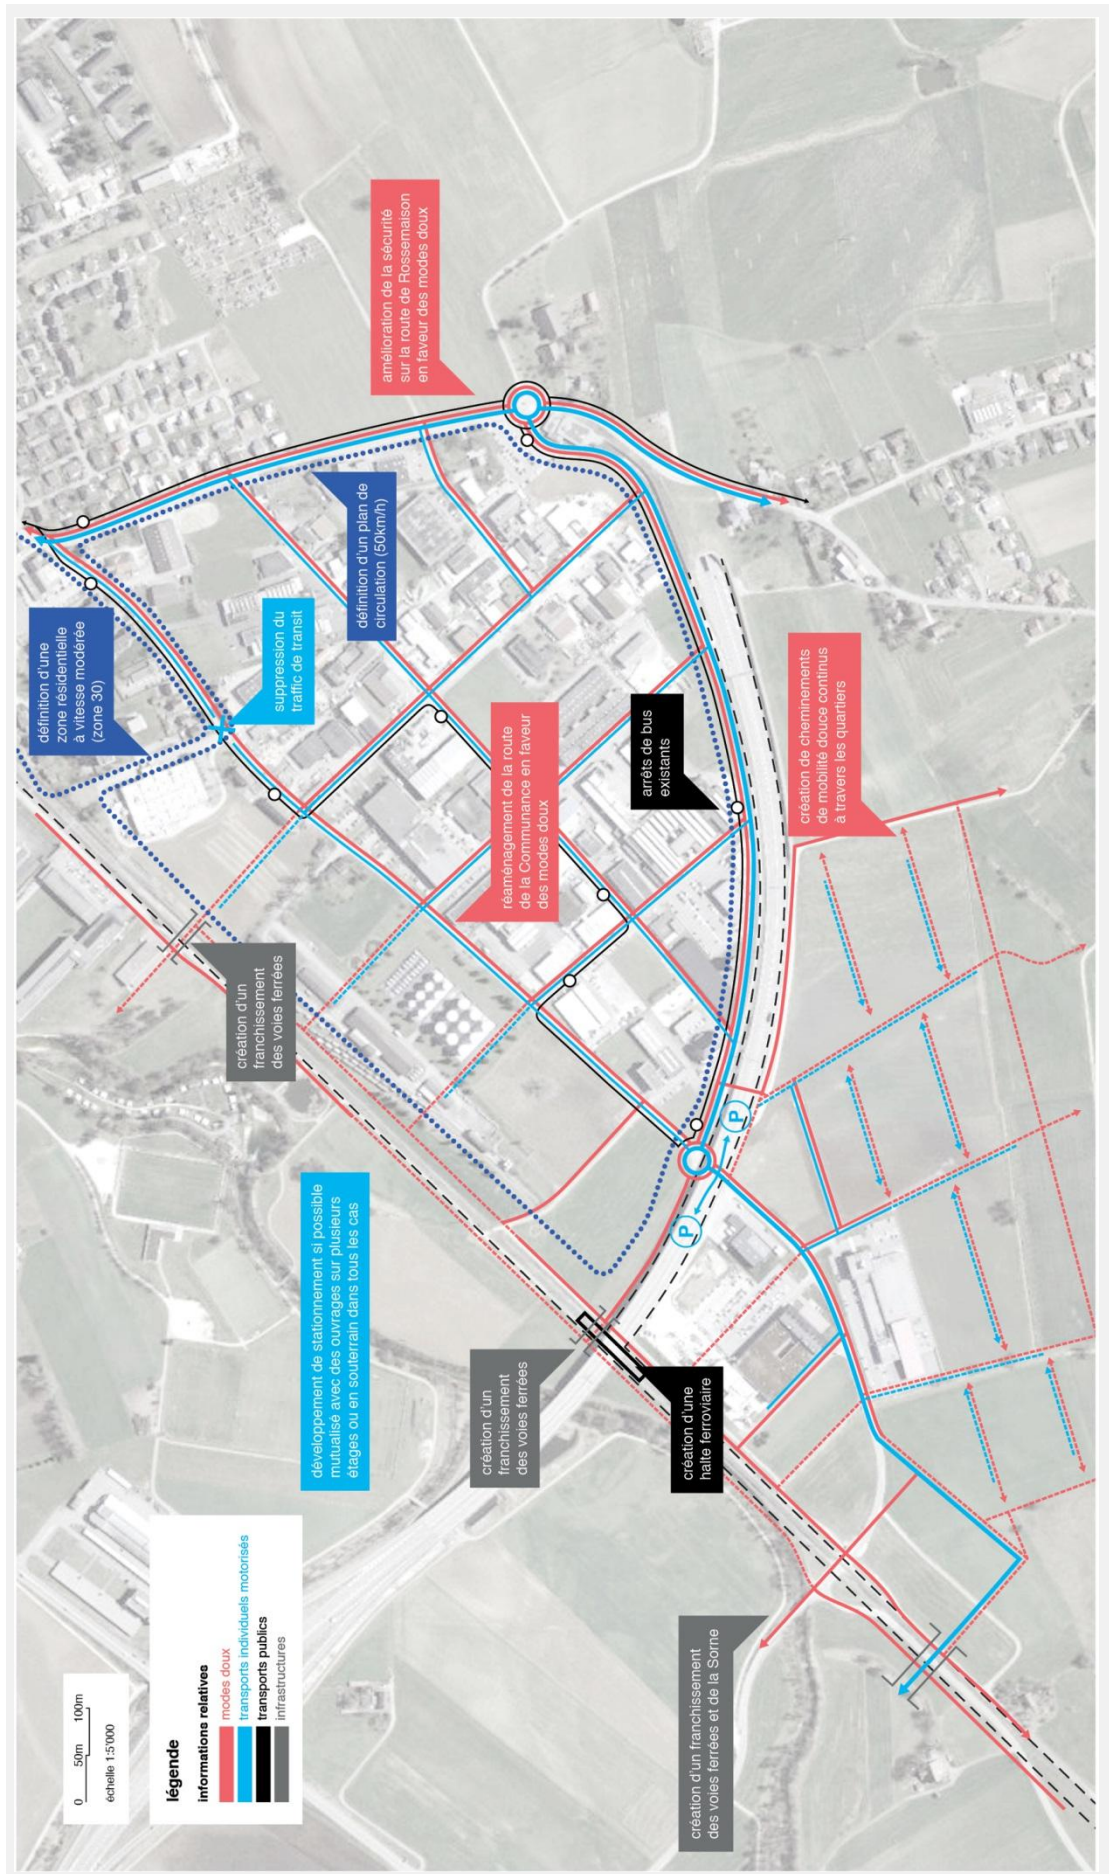 amélioration de la sécurité
sur la route de Rossemaison
en faveur des modes doux
définition d'une
zone résidentielle
à vitesse modérée
(zone 30)
suppression du
traffic de transit
définition d'un plan de
circulation (50km/h)
création d'un
franchissement
des voies ferrées
réaménagement de la route
de la Communance en faveur
des modes doux
arrêts de bus
existants
création de cheminements
de mobilité douce continus
à travers les quartiers
développement de stationnement si possible
mutualisé avec des ouvrages sur plusieurs
étages ou en souterrain dans tous les cas
P
P
création d'un
franchissement
des voies ferrées
création d'une
halte ferroviaire
création d'un franchissement
des voies ferrées et de la Sorne
0 50m 100m
échelle 1:5'000
légende
informations relatives
modes doux
transports individuels motorisés
transports publics
infrastructures